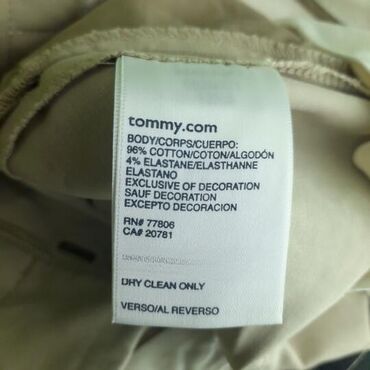 tommy.com
BODY/CORPS/CUERPO:
96% COTTON/COTON/ALGODÓN
4% ELASTANE/ELASTHANNE
ELASTANO
EXCLUSIVE OF DECORATION
SAUF DECORATION
EXCEPTO DECORACION
RN# 77806
CA# 20781
DRY CLEAN ONLY
VERSO/AL REVERSO